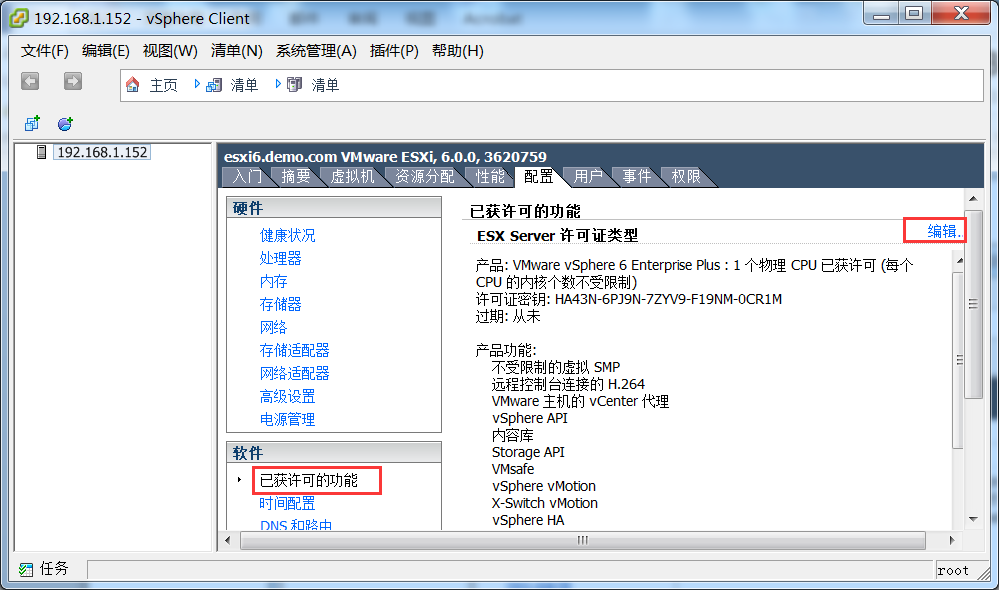 192.168.1.152 - vSphere Client
文件(F) 编辑(E) 视图(W) 清单(N) 系统管理(A) 插件(P) 帮助(H)
主页 清单 清单
192.168.1.152
esxi6.demo.com VMware ESXi, 6.0.0, 3620759
入门 摘要 虚拟机 资源分配 性能 配置 用户 事件 权限
硬件
健康状况
处理器
内存
存储器
网络
存储适配器
网络适配器
高级设置
电源管理
软件
已获许可的功能
时间配置
DNS 和路由
已获许可的功能
ESX Server 许可证类型
编辑..
产品: VMware vSphere 6 Enterprise Plus : 1 个物理 CPU 已获许可 (每个
CPU 的内核个数不受限制)
许可证密钥: HA43N-6PJ9N-7ZYV9-F19NM-0CR1M
过期: 从未
产品功能:
不受限制的虚拟 SMP
远程控制台连接的 H.264
VMware 主机的 vCenter 代理
vSphere API
内容库
Storage API
VMsafe
vSphere vMotion
X-Switch vMotion
vSphere HA
任务
root